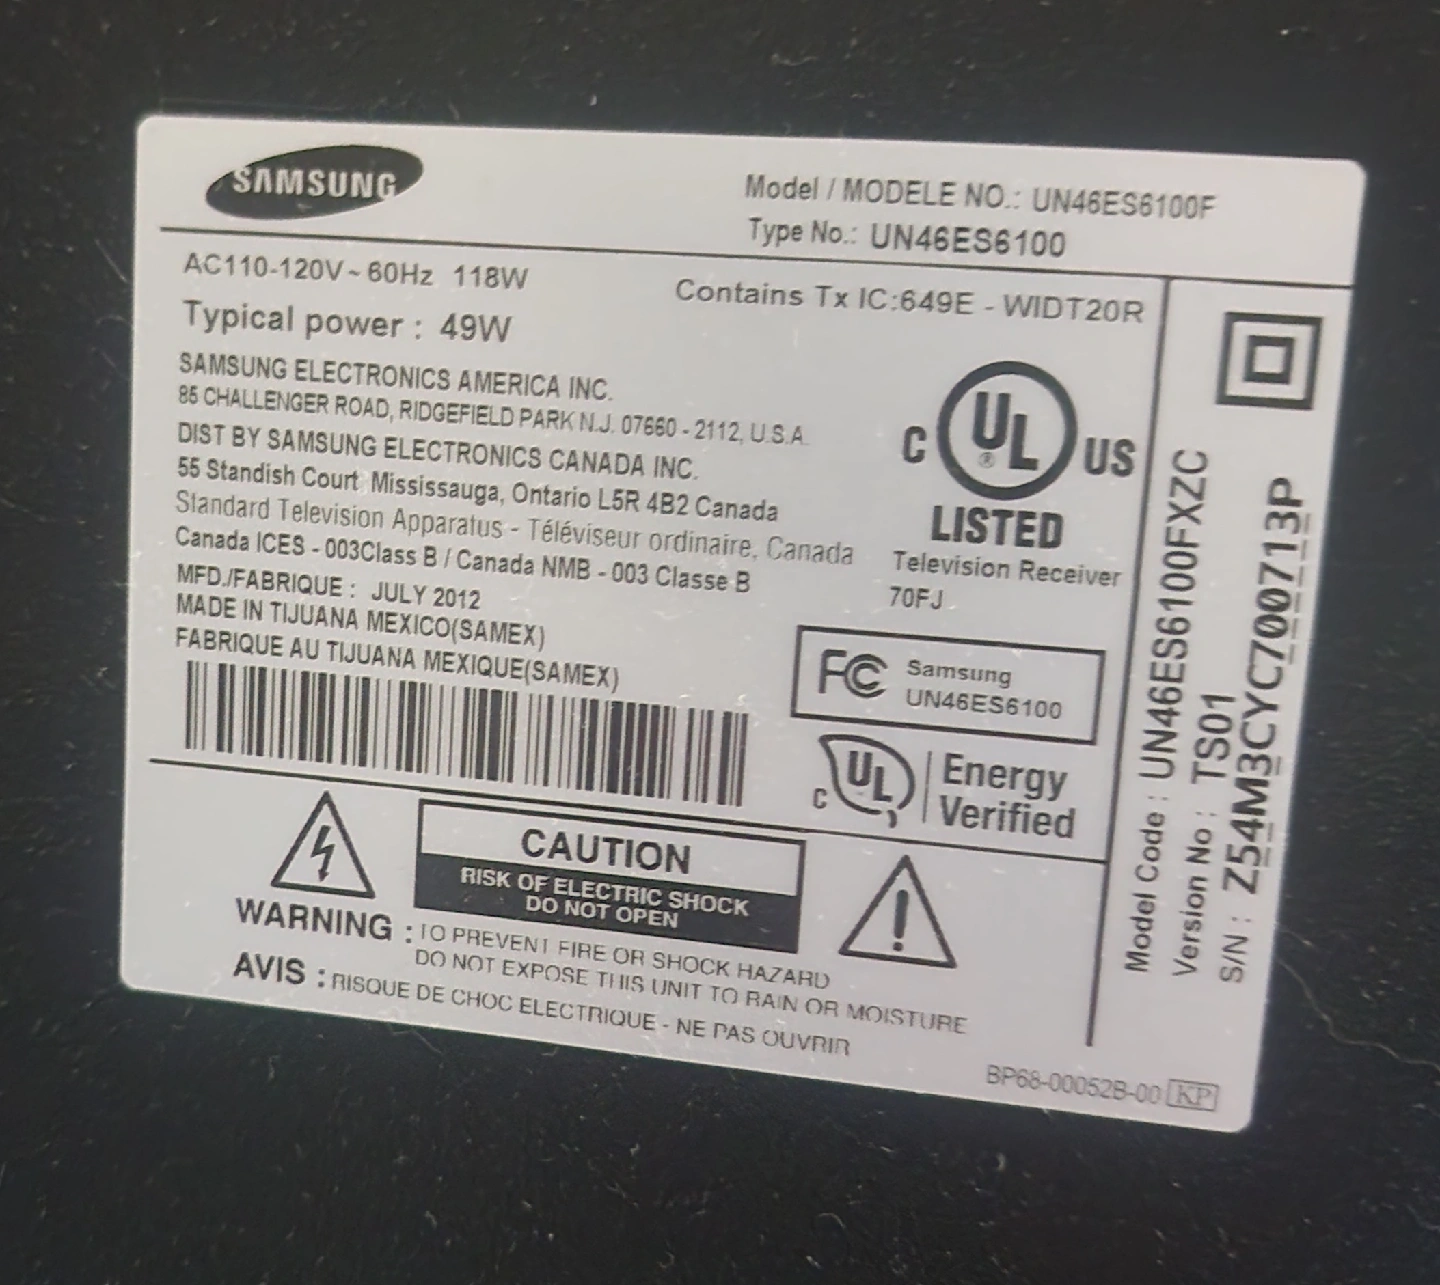 SAMSUNG
Model / MODELE NO.: UN46ES6100F
Type No.: UN46ES6100
AC110-120V ~ 60Hz 118W
Typical power : 49W
Contains Tx IC:649E - WIDT20R
SAMSUNG ELECTRONICS AMERICA INC.
85 CHALLENGER ROAD, RIDGEFIELD PARK N.J. 07660 - 2112, U.S.A.
DIST BY SAMSUNG ELECTRONICS CANADA INC.
55 Standish Court Mississauga, Ontario L5R 4B2 Canada
Standard Television Apparatus - Téléviseur ordinaire, Canada
Canada ICES - 003Class B / Canada NMB - 003 Classe B
MFD./FABRIQUE : JULY 2012
MADE IN TIJUANA MEXICO(SAMEX)
FABRIQUE AU TIJUANA MEXIQUE(SAMEX)
C UL ® US
LISTED
Television Receiver
70FJ
FC Samsung
UN46ES6100
C UL Energy
Verified
CAUTION
RISK OF ELECTRIC SHOCK
DO NOT OPEN
WARNING : TO PREVENT FIRE OR SHOCK HAZARD
DO NOT EXPOSE THIS UNIT TO RAIN OR MOISTURE
AVIS : RISQUE DE CHOC ELECTRIQUE - NE PAS OUVRIR
BP68-00052B-00 KP
Model Code : UN46ES6100FXZC
Version No : TS01
S/N : Z54M3CYC700713P